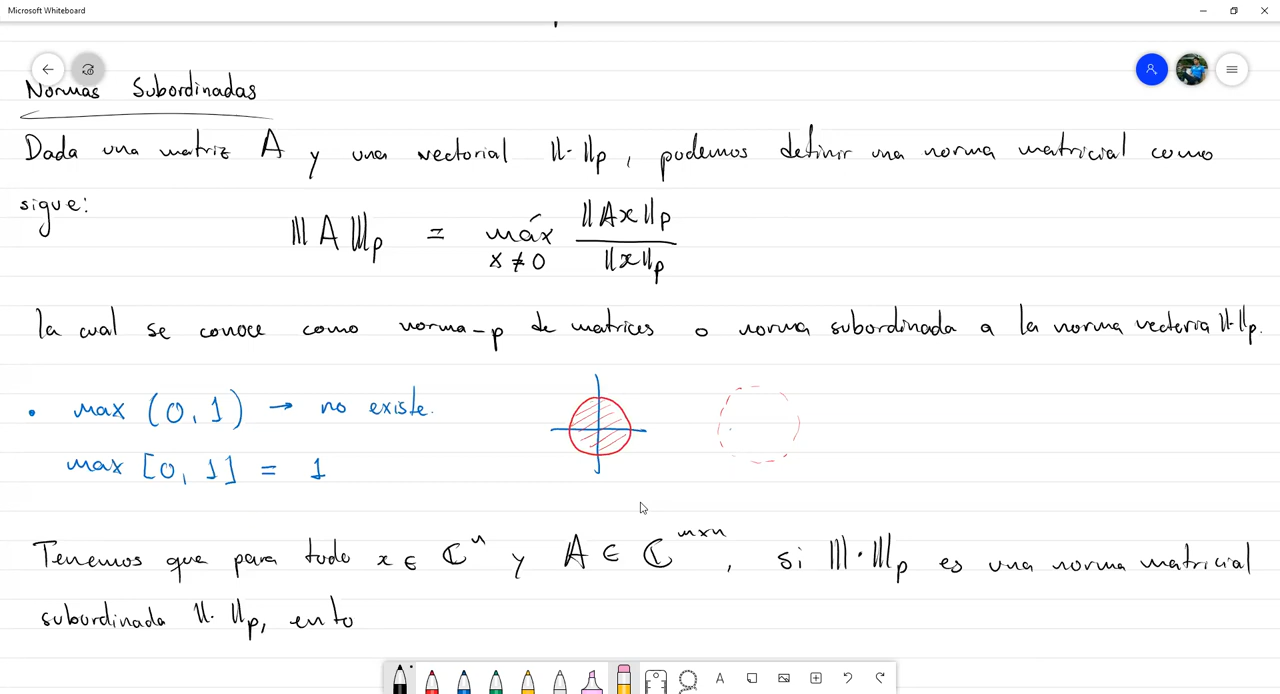 Microsoft Whiteboard
Normas Subordinadas
Dada una matriz A y una vectorial ||·||p, podemos definir una norma matricial como
sigue:
|||A|||p = máx x≠0 ||Ax||p / ||x||p
la cual se conoce como norma-p de matrices o norma subordinada a la norma vectoria ||·||p.
• max (0, 1) → no existe.
max [0, 1] = 1
Tenemos que para todo x ∈ ℂⁿ y A ∈ ℂᵐˣⁿ, si |||·|||p es una norma matricial
subordinada ||·||p, ento
A